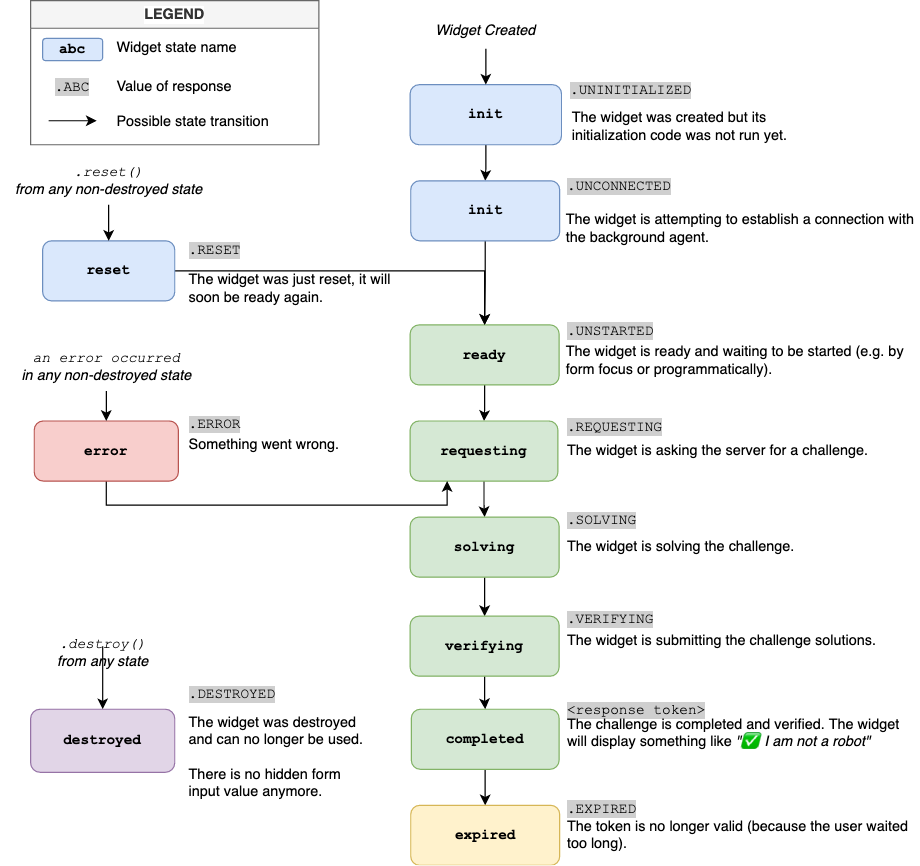 LEGEND
abc
Widget state name
.ABC
Value of response
Possible state transition
Widget Created
init
.UNINITIALIZED
The widget was created but its
initialization code was not run yet.
.reset()
from any non-destroyed state
init
.UNCONNECTED
The widget is attempting to establish a connection with
the background agent.
reset
.RESET
The widget was just reset, it will
soon be ready again.
ready
.UNSTARTED
The widget is ready and waiting to be started (e.g. by
form focus or programmatically).
an error occurred
in any non-destroyed state
error
.ERROR
Something went wrong.
requesting
.REQUESTING
The widget is asking the server for a challenge.
solving
.SOLVING
The widget is solving the challenge.
verifying
.VERIFYING
The widget is submitting the challenge solutions.
.destroy()
from any state
destroyed
.DESTROYED
The widget was destroyed
and can no longer be used.
There is no hidden form
input value anymore.
completed
<response token>
The challenge is completed and verified. The widget
will display something like "✅ I am not a robot"
expired
.EXPIRED
The token is no longer valid (because the user waited
too long).